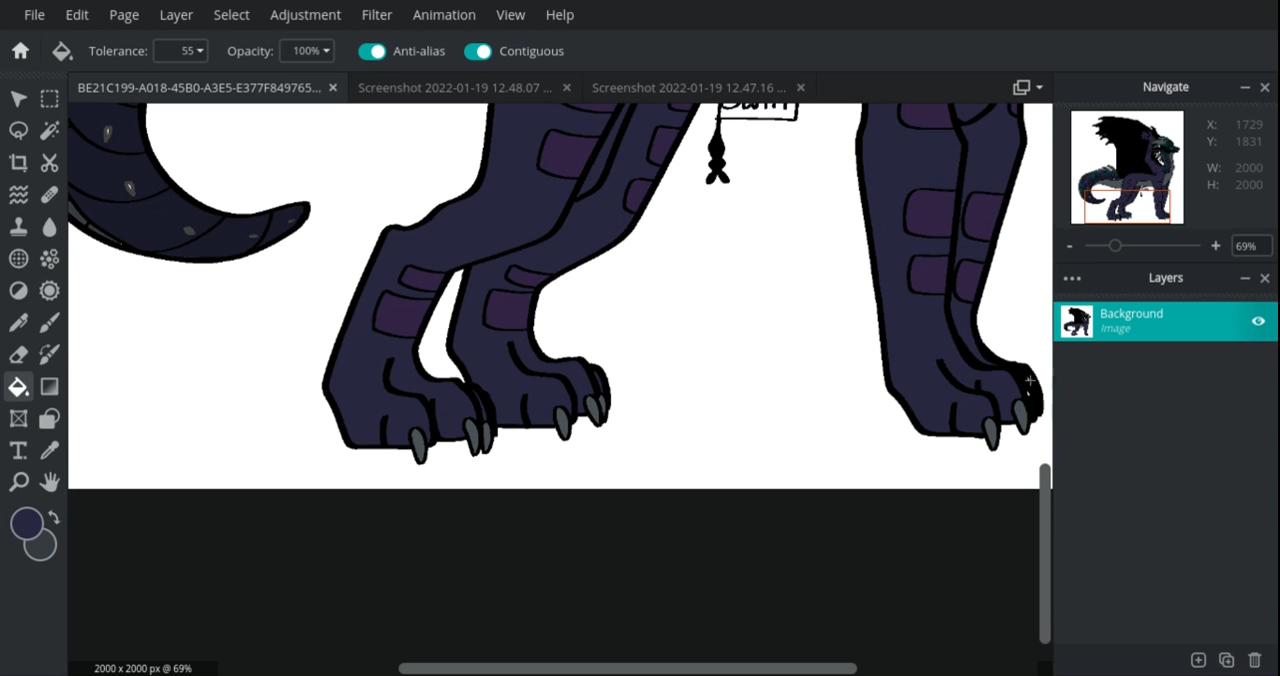 File Edit Page Layer Select Adjustment Filter Animation View Help
Tolerance: 55 Opacity: 100% Anti-alias Contiguous
BE21C199-A018-45B0-A3E5-E377F849765... Screenshot 2022-01-19 12.48.07 ... Screenshot 2022-01-19 12.47.16 ...
Navigate
X: 1729
Y: 1831
W: 2000
H: 2000
- + 69%
Layers
Background
Image
T.
2000 x 2000 px @ 69%